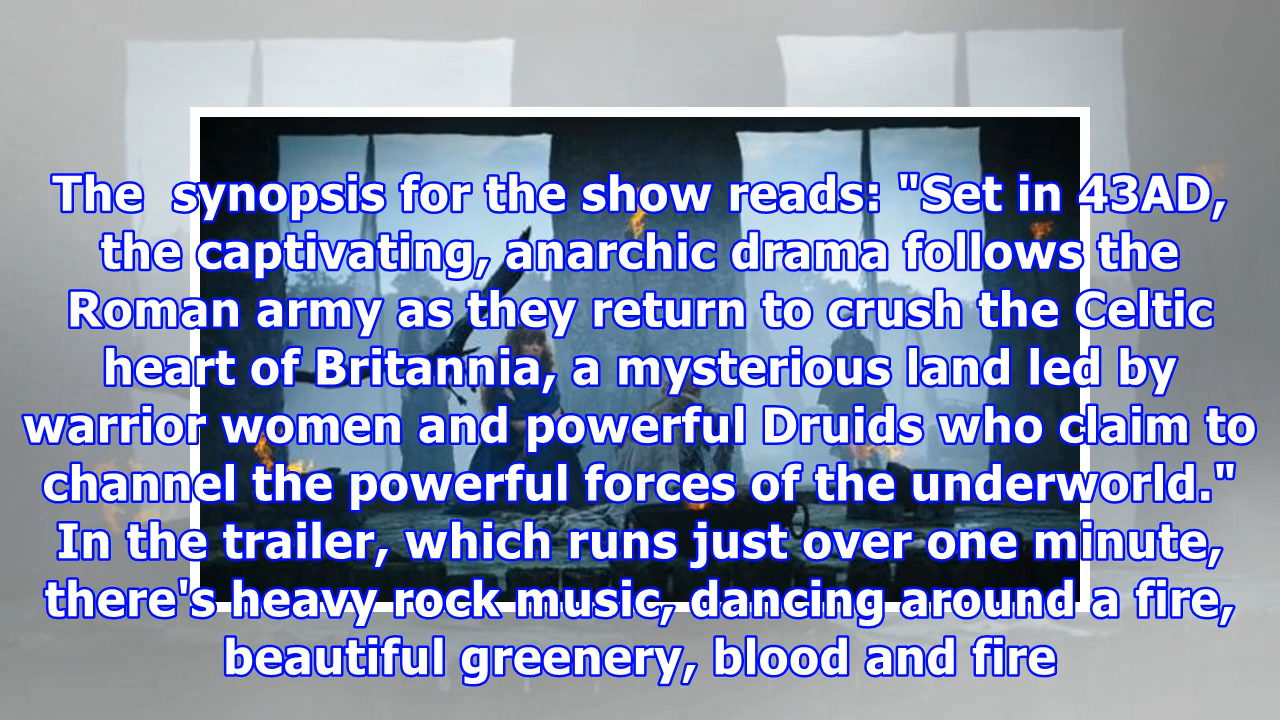 The  synopsis for the show reads: "Set in 43AD,
the captivating, anarchic drama follows the
Roman army as they return to crush the Celtic
heart of Britannia, a mysterious land led by
warrior women and powerful Druids who claim to
channel the powerful forces of the underworld."
In the trailer, which runs just over one minute,
there's heavy rock music, dancing around a fire,
beautiful greenery, blood and fire